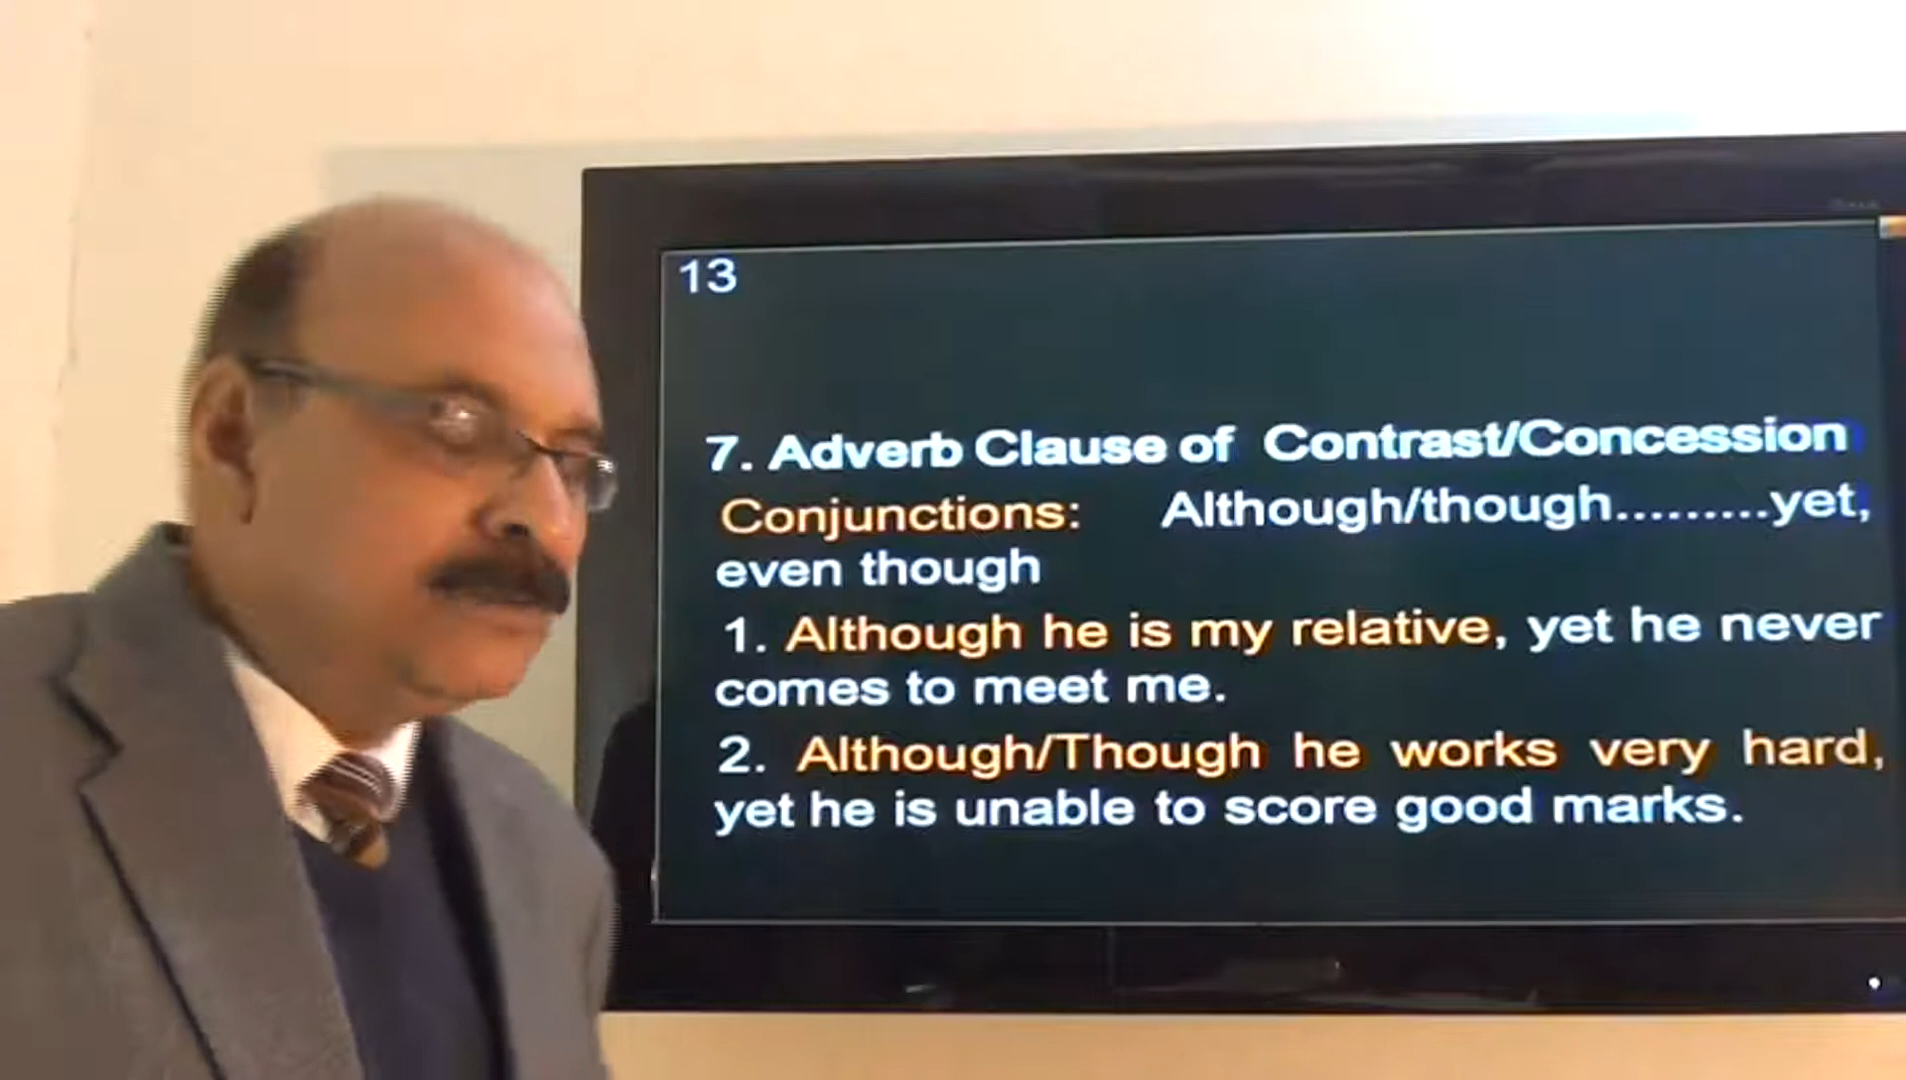 13
7. Adverb Clause of Contrast/Concession
Conjunctions: Although/though.........yet,
even though
1. Although he is my relative, yet he never
comes to meet me.
2. Although/Though he works very hard,
yet he is unable to score good marks.